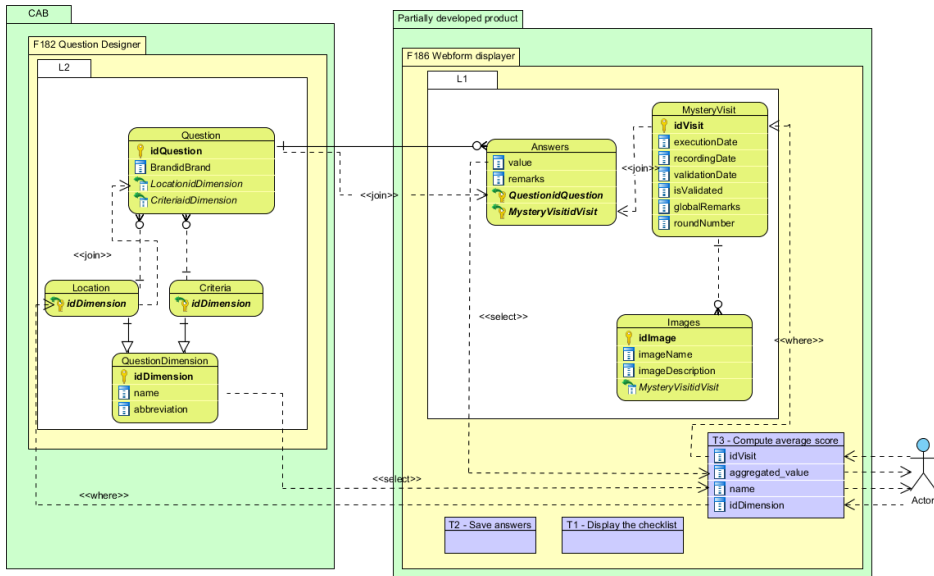 CAB
F182 Question Designer
L2
Question
idQuestion
BrandidBrand
LocationidDimension
CriteriaidDimension
<<join>>
Location
idDimension
Criteria
idDimension
QuestionDimension
idDimension
name
abbreviation
<<where>>
<<join>>
<<select>>
Partially developed product
F186 Webform displayer
L1
Answers
value
remarks
QuestionidQuestion
MysteryVisitidVisit
<<join>>
MysteryVisit
idVisit
executionDate
recordingDate
validationDate
isValidated
globalRemarks
roundNumber
<<select>>
Images
idImage
imageName
imageDescription
MysteryVisitidVisit
<<where>>
T3 - Compute average score
idVisit
aggregated_value
name
idDimension
Actor
T2 - Save answers
T1 - Display the checklist